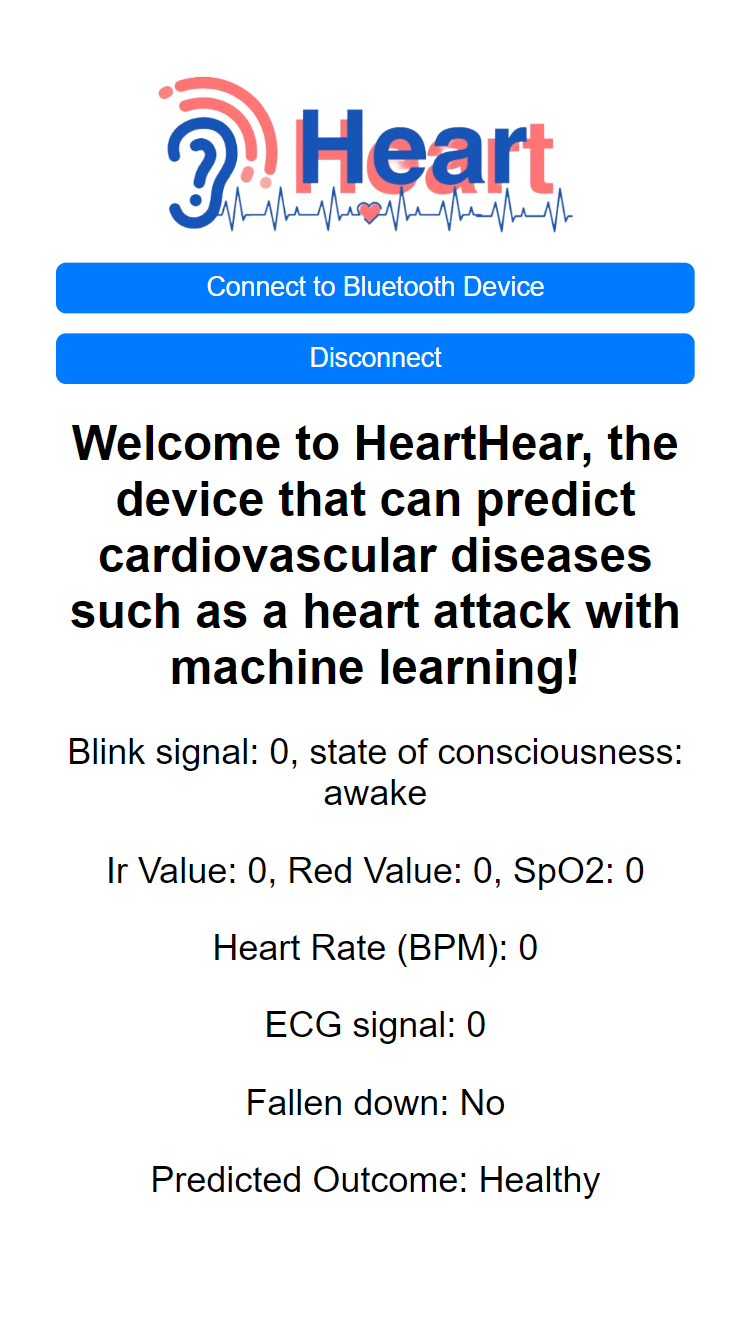 Heart
Connect to Bluetooth Device
Disconnect
Welcome to HeartHear, the
device that can predict
cardiovascular diseases
such as a heart attack with
machine learning!
Blink signal: 0, state of consciousness:
awake
Ir Value: 0, Red Value: 0, SpO2: 0
Heart Rate (BPM): 0
ECG signal: 0
Fallen down: No
Predicted Outcome: Healthy